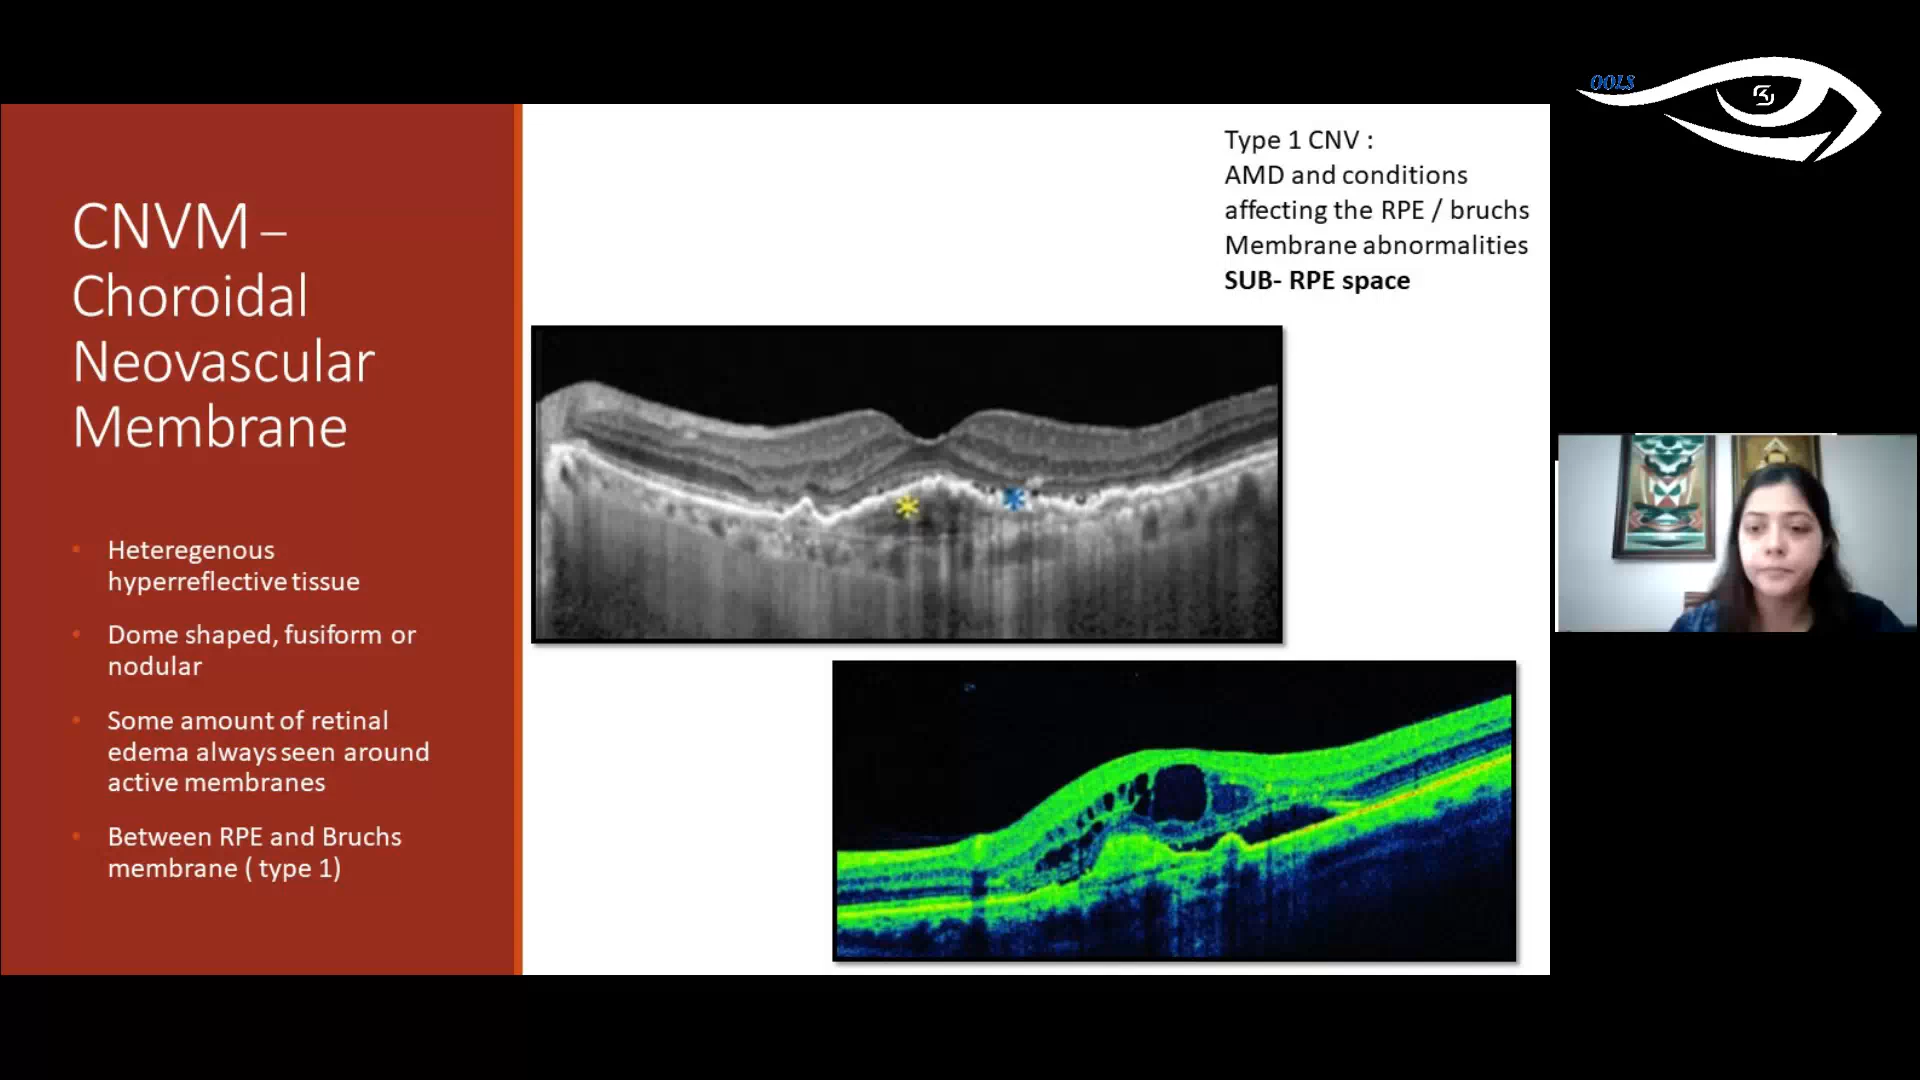 OOLS
CNVM –
Choroidal
Neovascular
Membrane
• Heteregenous
hyperreflective tissue
• Dome shaped, fusiform or
nodular
• Some amount of retinal
edema always seen around
active membranes
• Between RPE and Bruchs
membrane ( type 1)
Type 1 CNV :
AMD and conditions
affecting the RPE / bruchs
Membrane abnormalities
SUB- RPE space